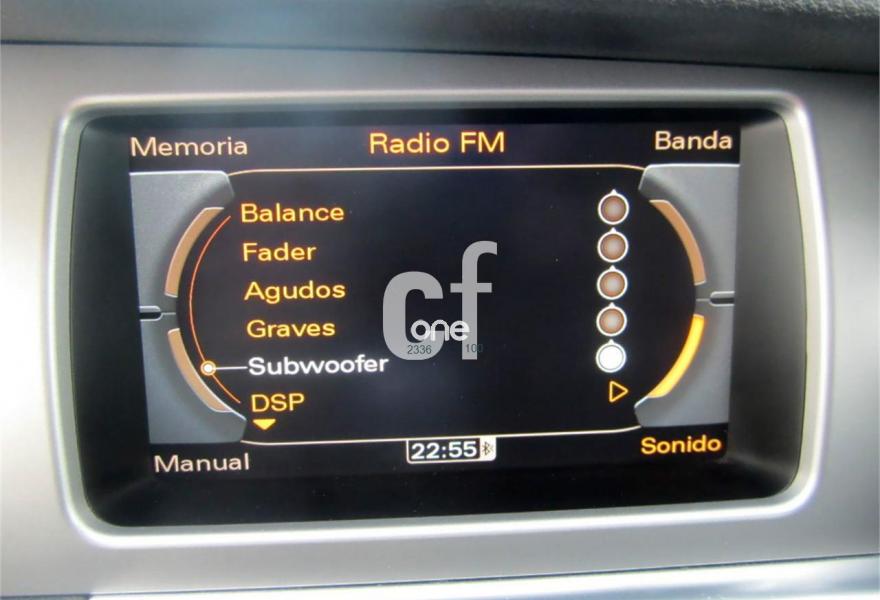 Memoria Radio FM Banda
Balance
Fader
Agudos
Graves
Subwoofer
DSP
Manual 22:55 Sonido
cf
one
2336 100